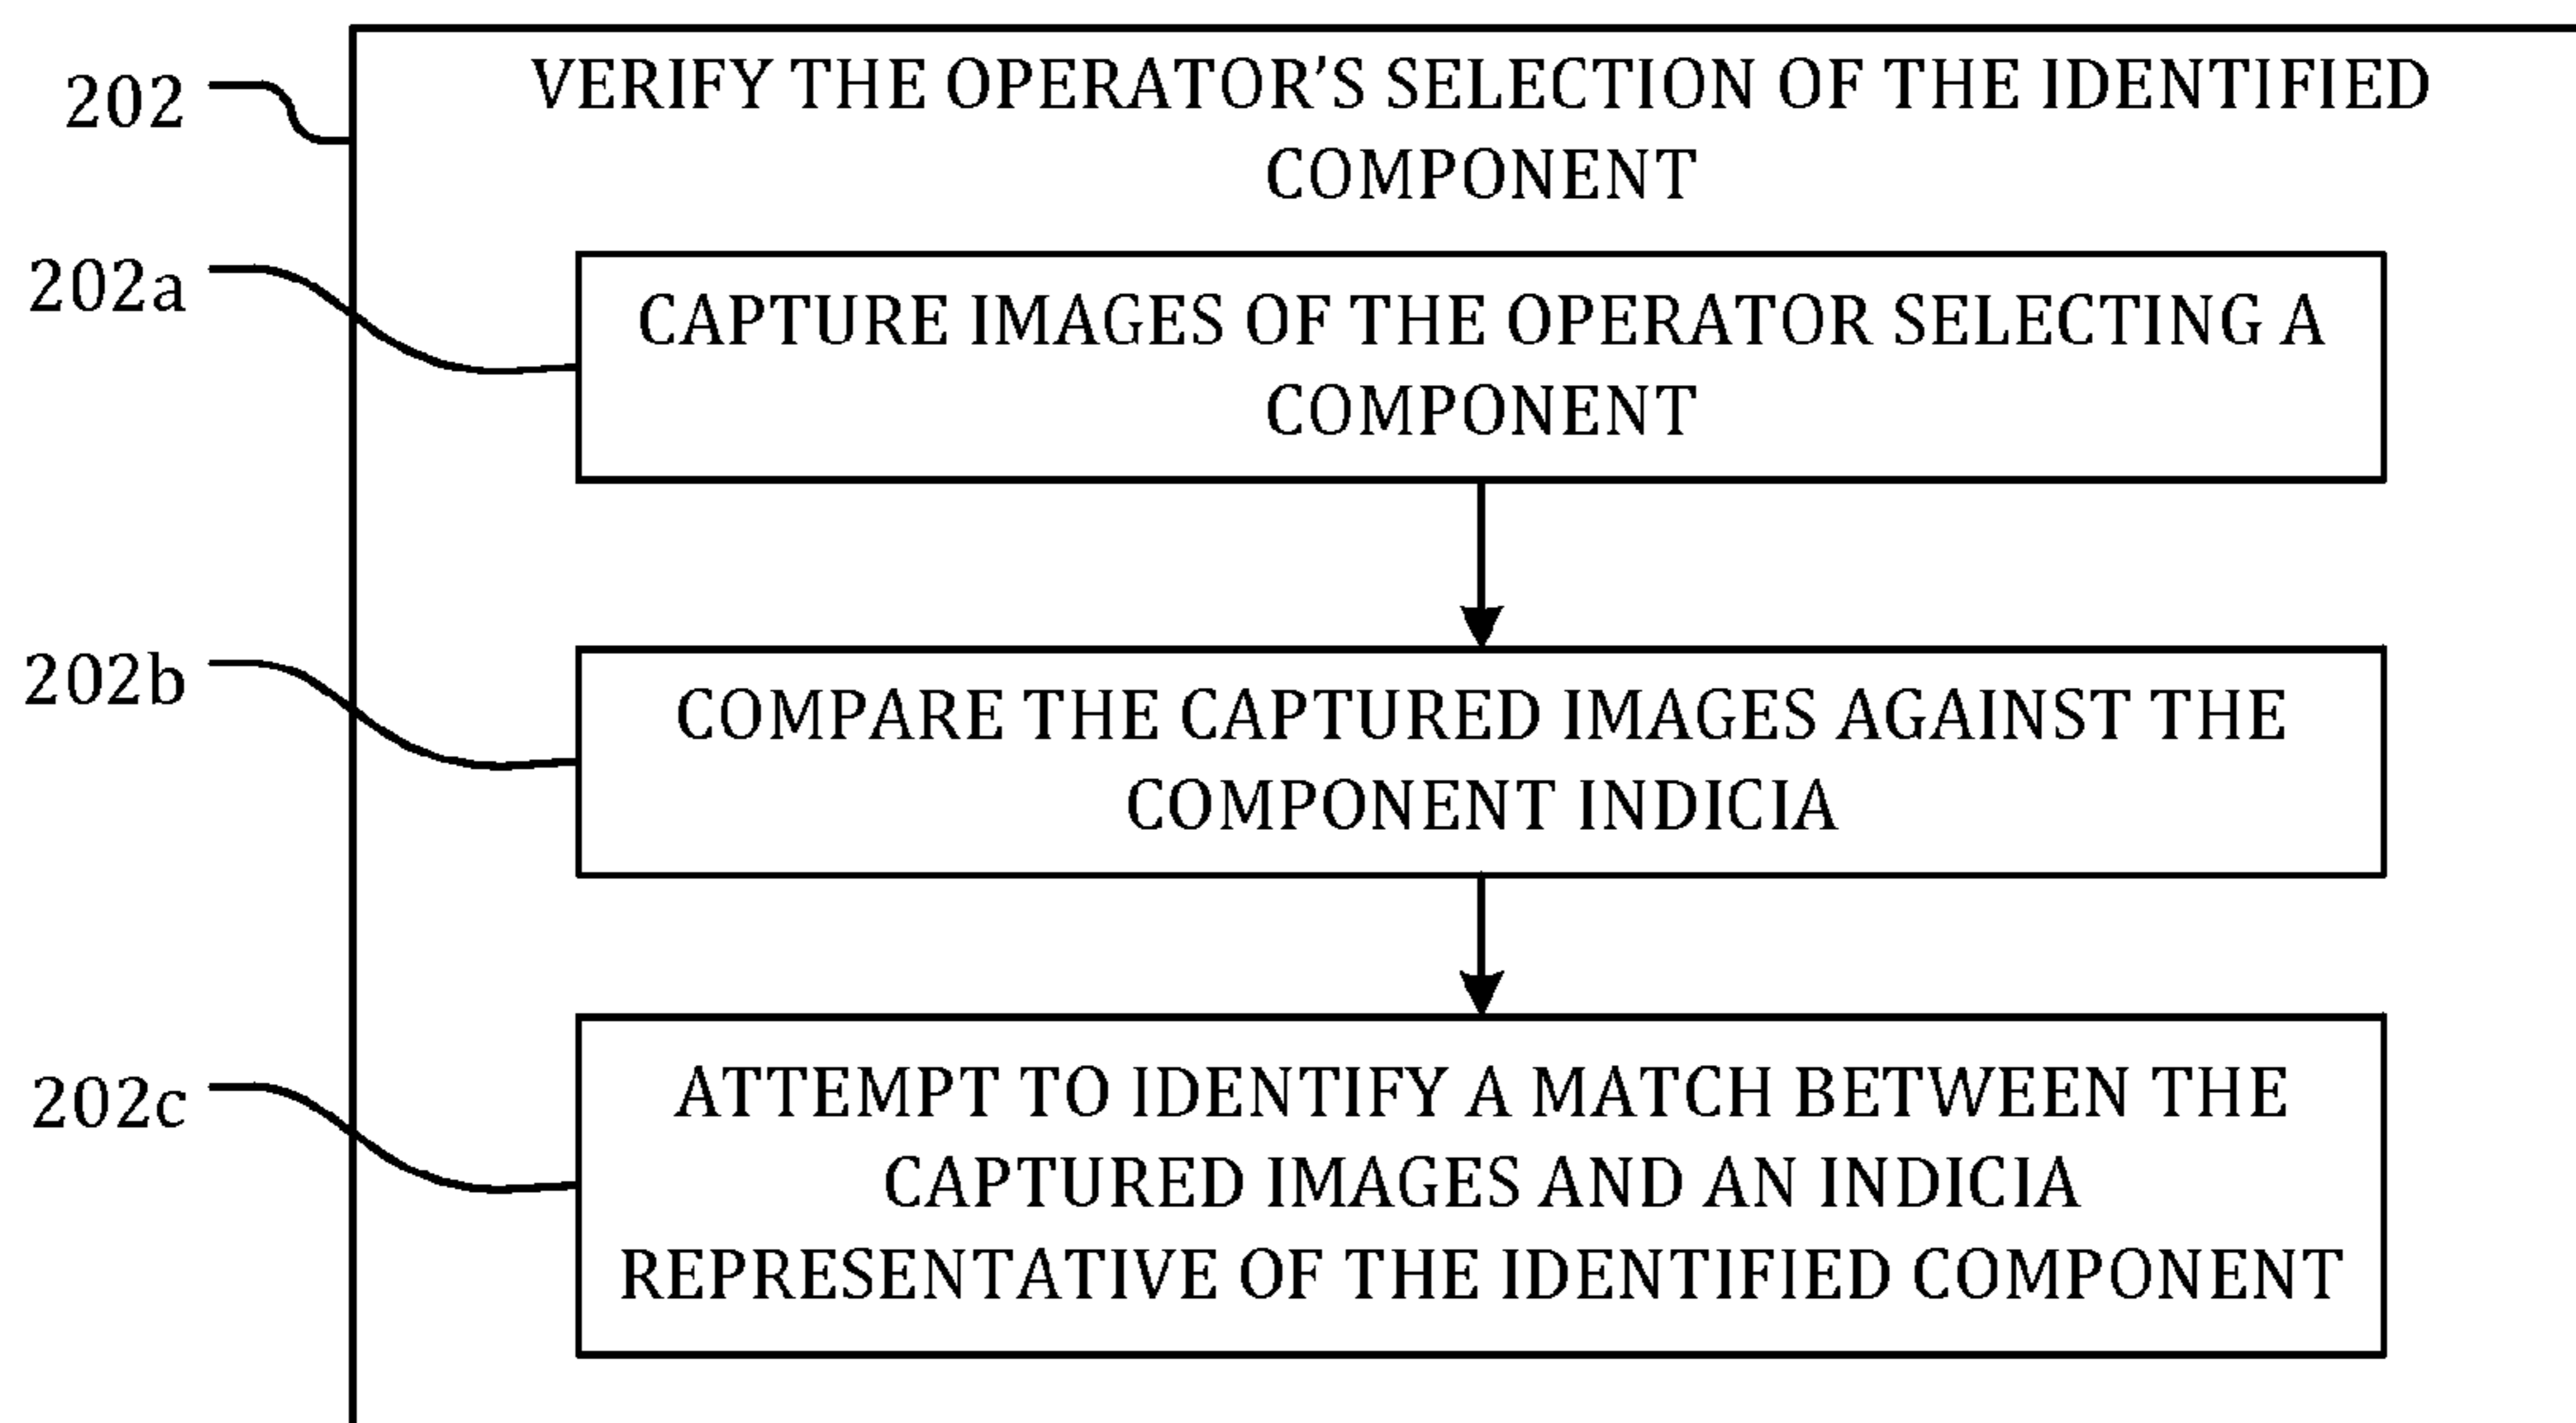 202
VERIFY THE OPERATOR’S SELECTION OF THE IDENTIFIED
COMPONENT
202a
CAPTURE IMAGES OF THE OPERATOR SELECTING A
COMPONENT
202b
COMPARE THE CAPTURED IMAGES AGAINST THE
COMPONENT INDICIA
202c
ATTEMPT TO IDENTIFY A MATCH BETWEEN THE
CAPTURED IMAGES AND AN INDICIA
REPRESENTATIVE OF THE IDENTIFIED COMPONENT